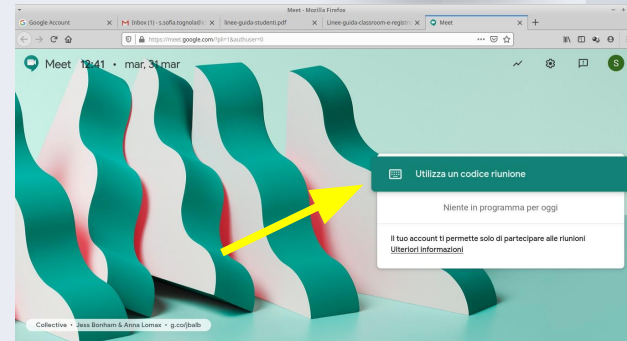 Meet - Mozilla Firefox
Google Account
Inbox (1) - s.sofia.tognola@
linee-guida-studenti.pdf
Linee-guida-classroom-e-registro
Meet
https://meet.google.com/?pli=1&authuser=0
Meet 12:41 • mar, 31 mar
S
Utilizza un codice riunione
Niente in programma per oggi
Il tuo account ti permette solo di partecipare alle riunioni
Ulteriori informazioni
Collective • Jess Bonham & Anna Lomax • g.co/jbalb